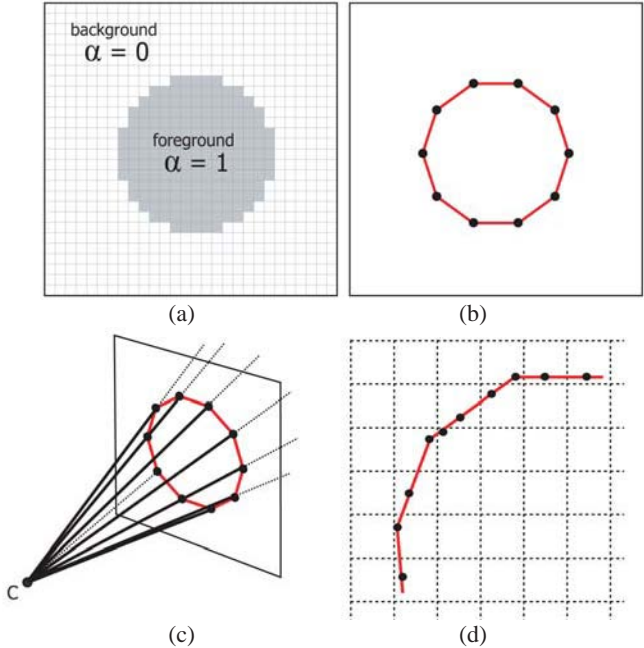 background
α = 0
foreground
α = 1
(a)
(b)
C
(c)
(d)